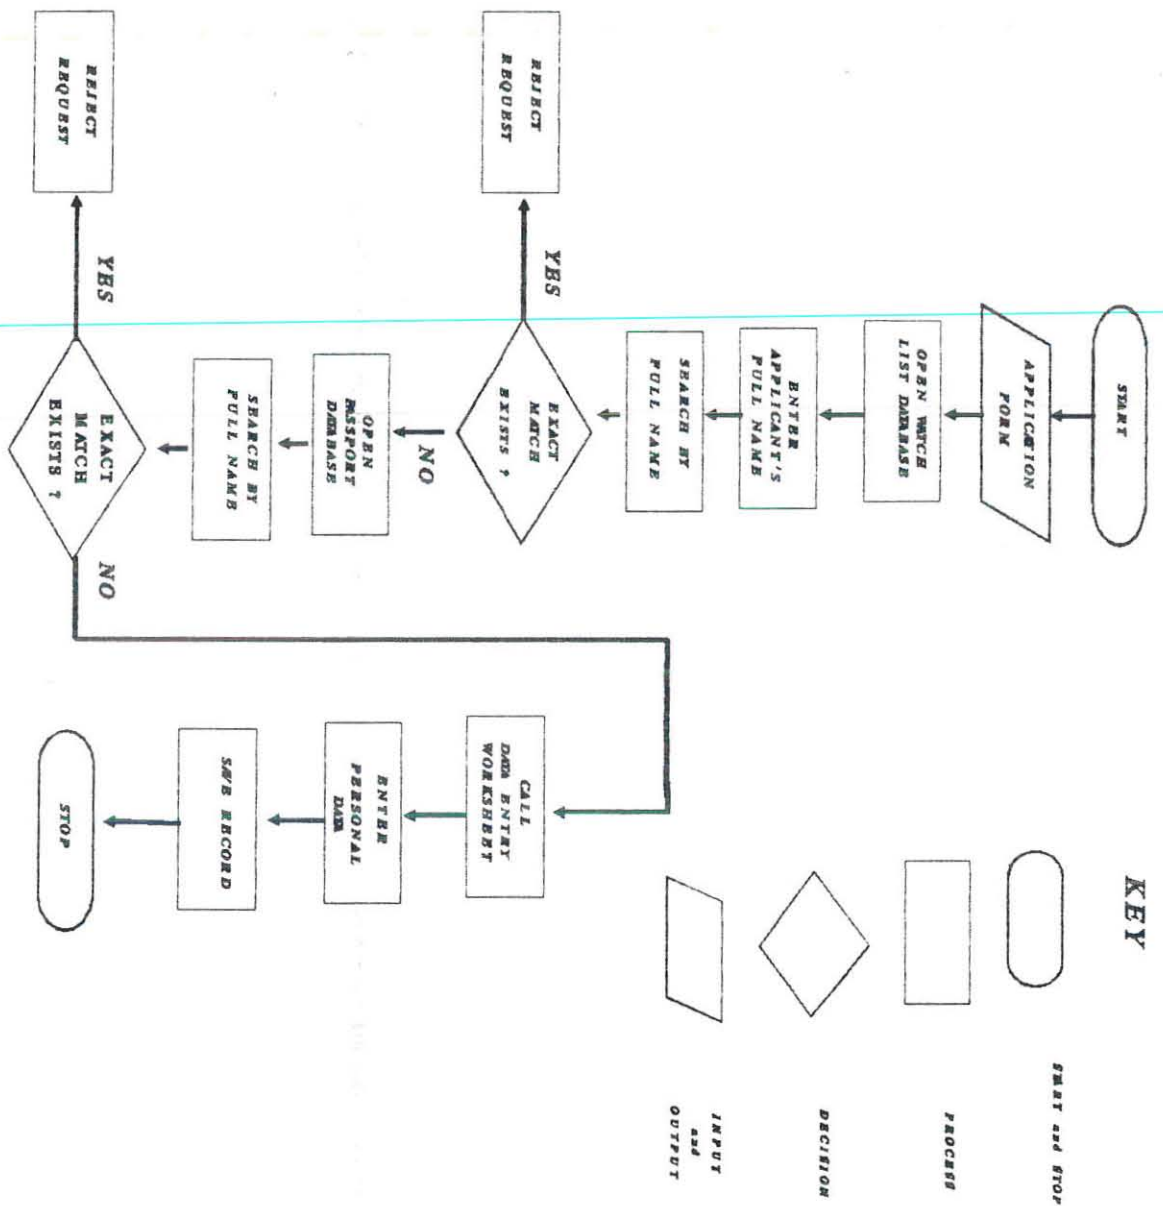 START
APPLICATION
FORM
OPEN WATCH
LIST DATABASE
ENTER
APPLICANT'S
FULL NAME
SEARCH BY
FULL NAME
EXACT
MATCH
EXISTS ?
YES
REJECT
REQUEST
NO
OPEN
PASSPORT
DATABASE
SEARCH BY
FULL NAME
EXACT
MATCH
EXISTS ?
YES
REJECT
REQUEST
NO
CALL
DATA ENTRY
WORKSHEET
ENTER
PERSONAL
DATA
SAVE RECORD
STOP
KEY
START and STOP
PROCESS
DECISION
INPUT
and
OUTPUT